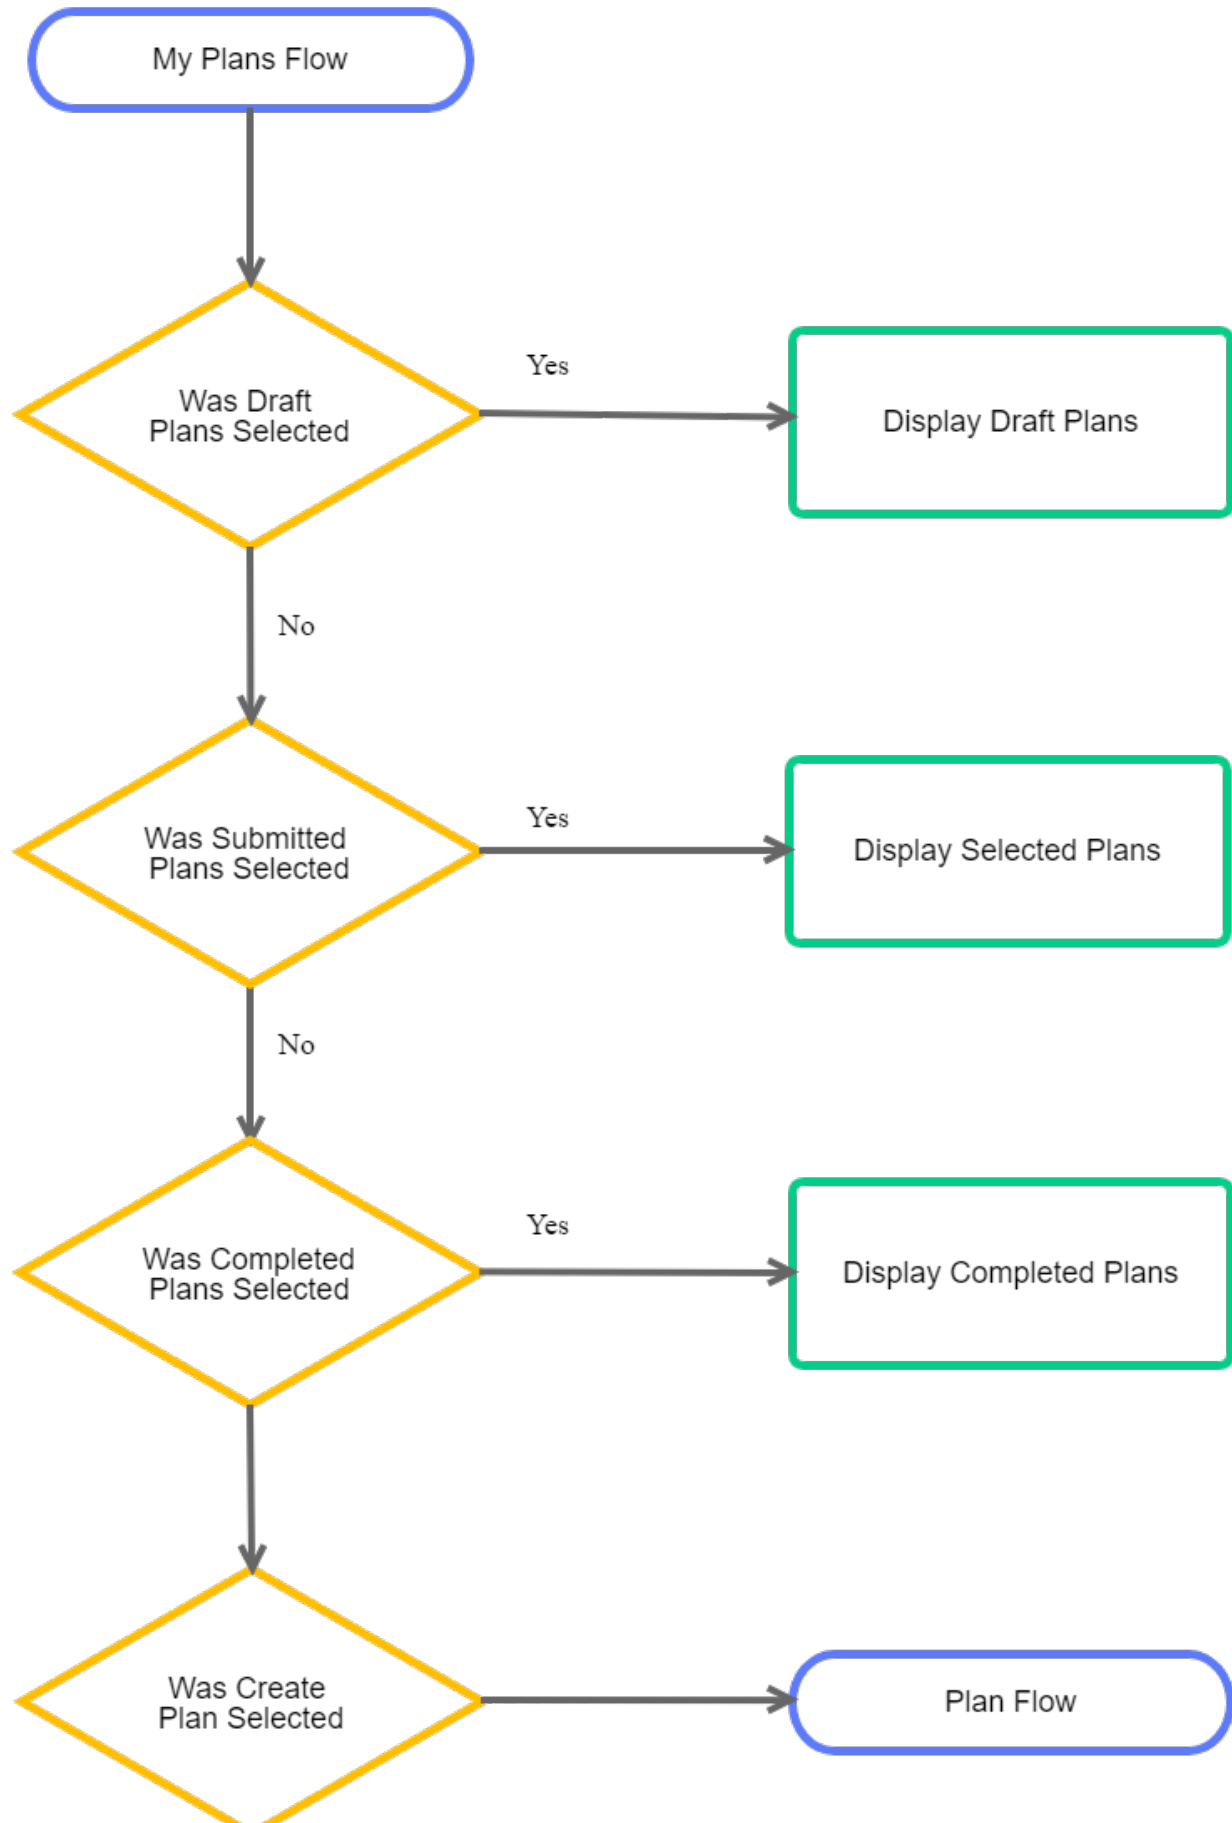 My Plans Flow
Was Draft
Plans Selected
Yes
Display Draft Plans
No
Was Submitted
Plans Selected
Yes
Display Selected Plans
No
Was Completed
Plans Selected
Yes
Display Completed Plans
Was Create
Plan Selected
Plan Flow